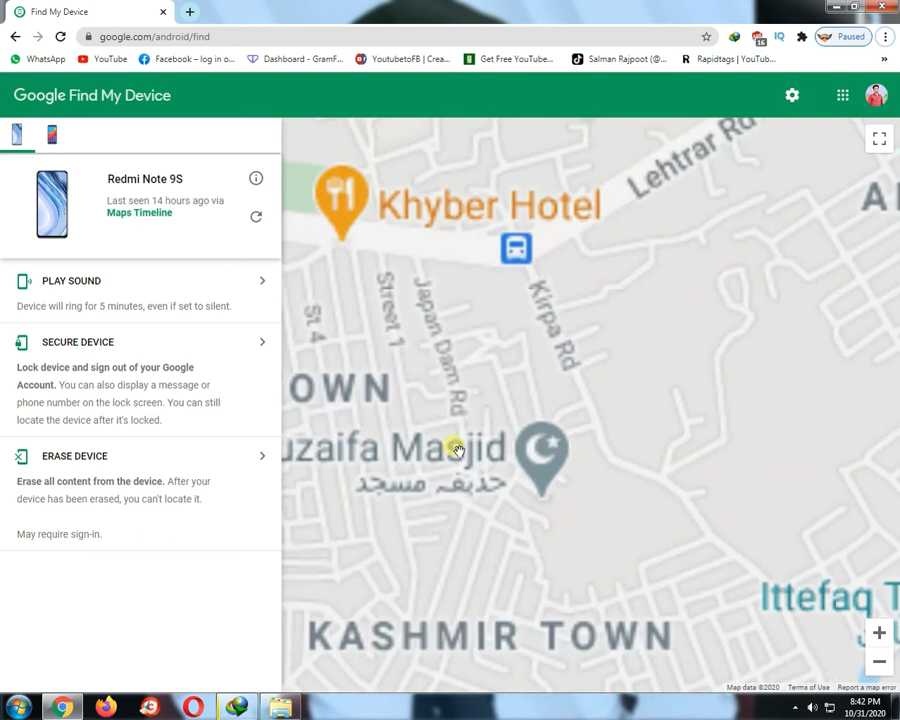 Find My Device
google.com/android/find
16
Paused
WhatsApp
YouTube
Facebook – log in o...
Dashboard - GramF...
YoutubetoFB | Crea...
Get Free YouTube...
Salman Rajpoot (@...
R Rapidtags | YouTub...
»
Google Find My Device
Redmi Note 9S
Last seen 14 hours ago via
Maps Timeline
PLAY SOUND
Device will ring for 5 minutes, even if set to silent.
SECURE DEVICE
Lock device and sign out of your Google
Account. You can also display a message or
phone number on the lock screen. You can still
locate the device after it's locked.
ERASE DEVICE
Erase all content from the device. After your
device has been erased, you can't locate it.
May require sign-in.
Lehtrar Rd
Khyber Hotel
A
St 4
Street 1
Japan Dam Rd
Kirpa Rd
OWN
uzaifa Masjid
حذیفہ مسجد
Ittefaq T
KASHMIR TOWN
Map data ©2020
Terms of Use
Report a map error
8:42 PM
10/31/2020